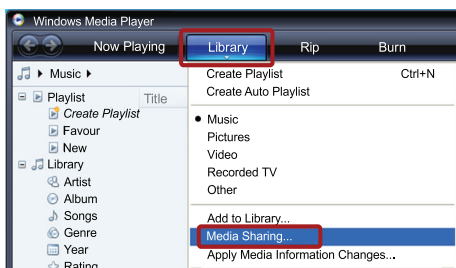 Windows Media Player
Now Playing Library Rip Burn
Music
Playlist Title
Create Playlist
Favour
New
Library
Artist
Album
Songs
Genre
Year
Rating
Create Playlist Ctrl+N
Create Auto Playlist
Music
Pictures
Video
Recorded TV
Other
Add to Library...
Media Sharing...
Apply Media Information Changes...